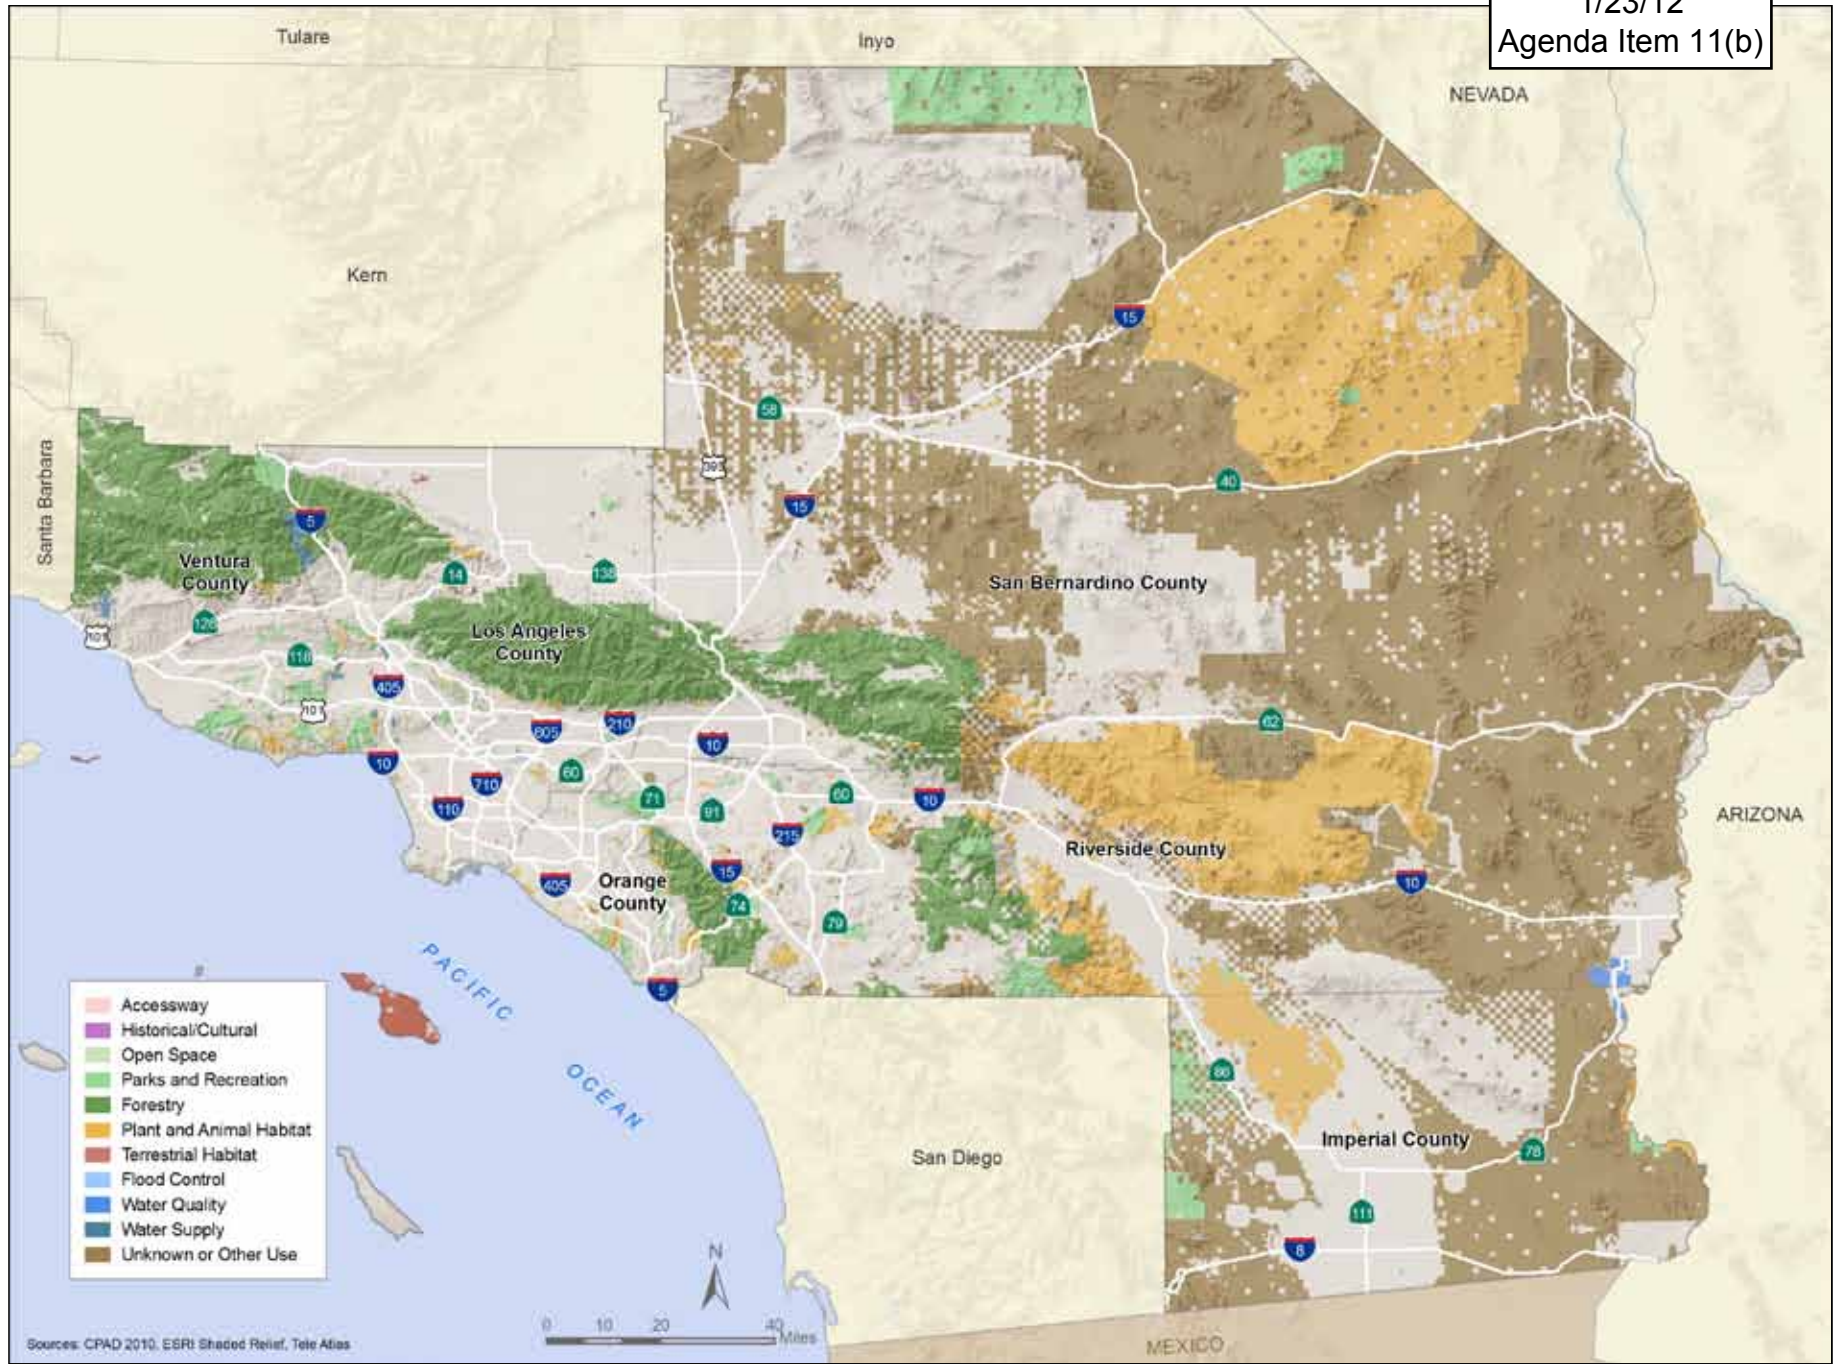 1/23/12
Agenda Item 11(b)
Tulare
Inyo
NEVADA
Kern
15
58
395
40
15
Santa Barbara
5
Ventura
County
14
138
San Bernardino County
126
101
Los Angeles
County
118
405
101
605
210
10
62
10
710
60
71
91
60
10
110
215
ARIZONA
Riverside County
405
Orange
County
15
74
79
10
5
PACIFIC
OCEAN
Accessway
Historical/Cultural
Open Space
Parks and Recreation
Forestry
Plant and Animal Habitat
Terrestrial Habitat
Flood Control
Water Quality
Water Supply
Unknown or Other Use
86
Imperial County
78
San Diego
111
8
N
0 10 20 40 Miles
MEXICO
Sources: CPAD 2010, ESRI Shaded Relief, Tele Atlas